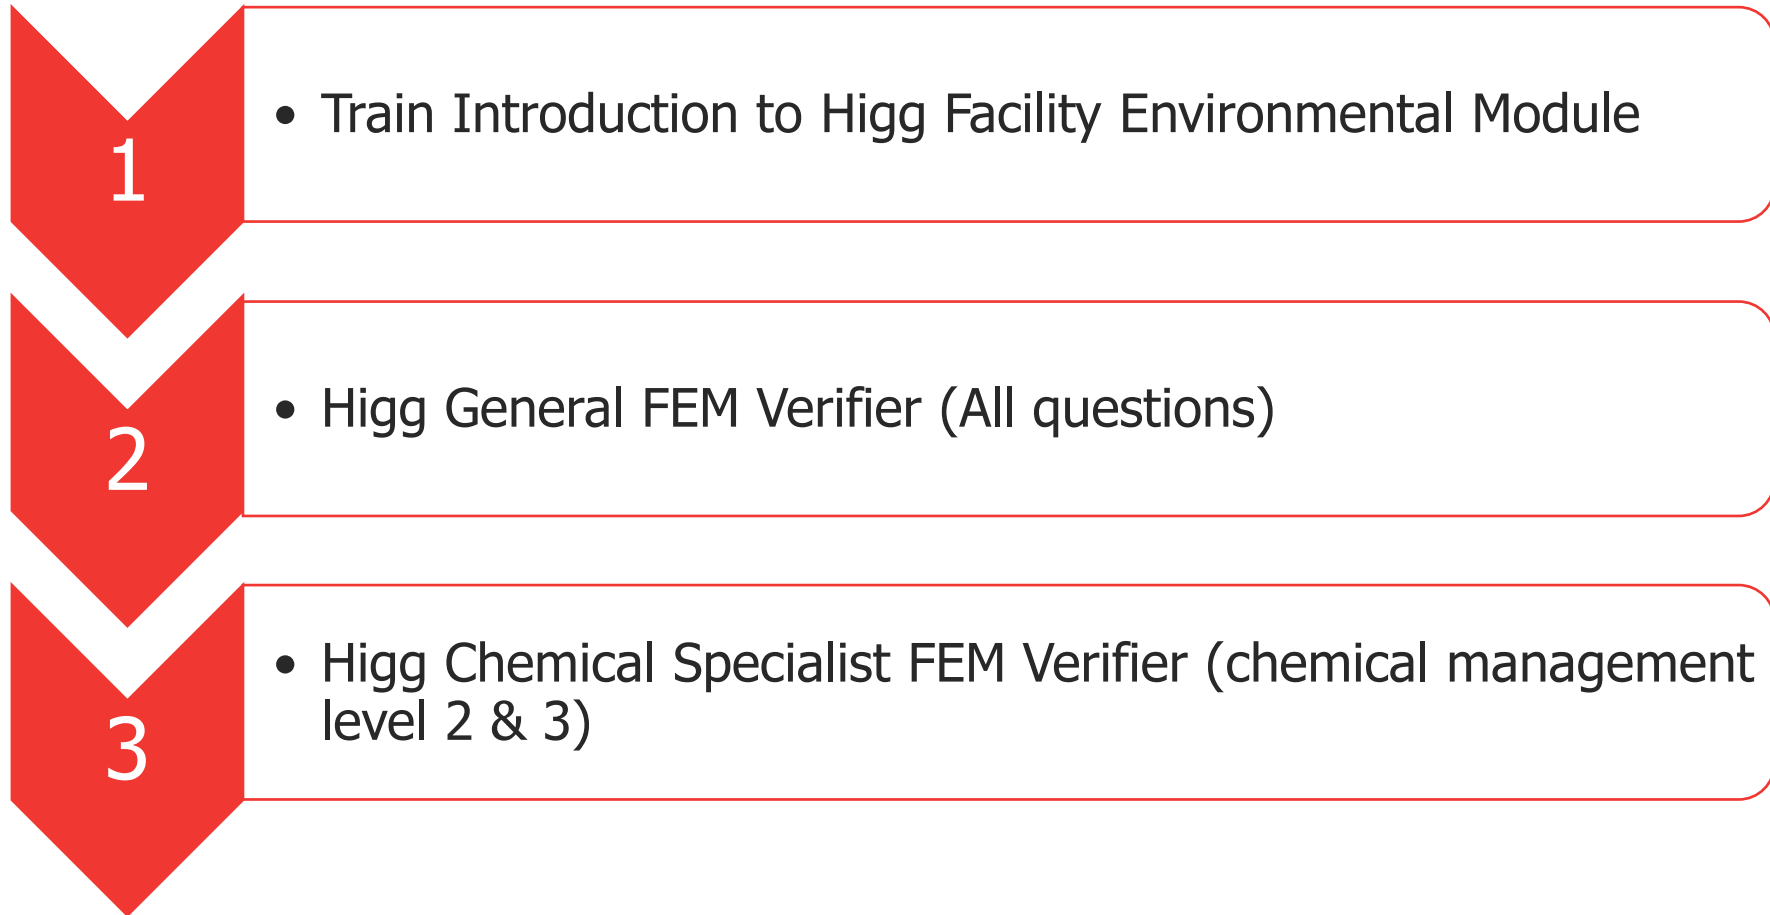 1
• Train Introduction to Higg Facility Environmental Module
2
• Higg General FEM Verifier (All questions)
3
• Higg Chemical Specialist FEM Verifier (chemical management
level 2 & 3)